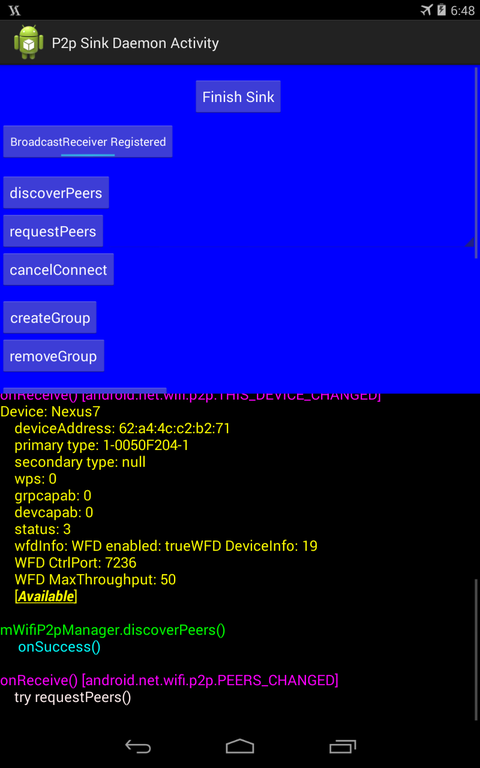 6:48
P2p Sink Daemon Activity
Finish Sink
BroadcastReceiver Registered
discoverPeers
requestPeers
cancelConnect
createGroup
removeGroup
onReceive() [android.net.wifi.p2p.THIS_DEVICE_CHANGED]
Device: Nexus7
deviceAddress: 62:a4:4c:c2:b2:71
primary type: 1-0050F204-1
secondary type: null
wps: 0
grpcapab: 0
devcapab: 0
status: 3
wfdInfo: WFD enabled: trueWFD DeviceInfo: 19
WFD CtrlPort: 7236
WFD MaxThroughput: 50
[Available]
mWifiP2pManager.discoverPeers()
onSuccess()
onReceive() [android.net.wifi.p2p.PEERS_CHANGED]
try requestPeers()